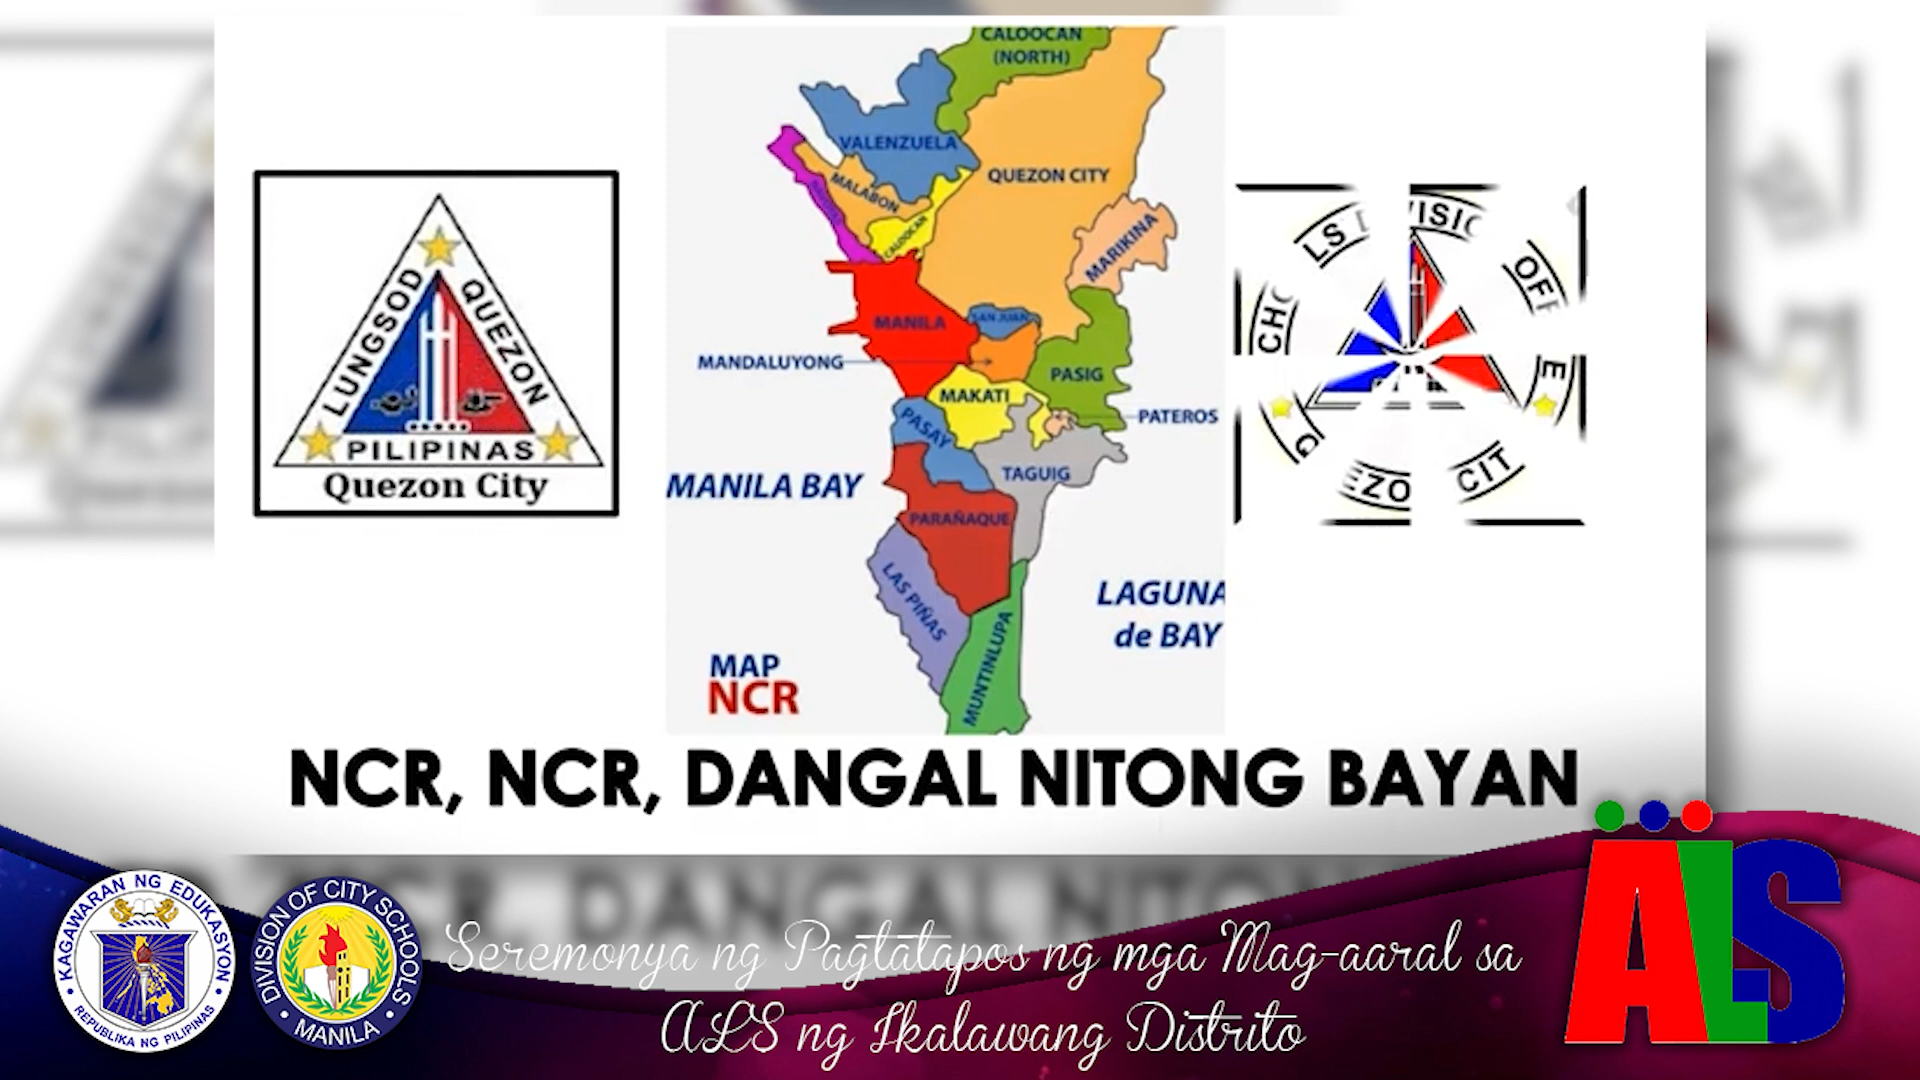 LUNGSOD QUEZON
PILIPINAS
Quezon City
CALOOCAN
(NORTH)
VALENZUELA
QUEZON CITY
MALABON
CALOOCAN
MARIKINA
MANILA
SAN JUAN
MANDALUYONG
PASIG
MAKATI
PATEROS
PASAY
TAGUIG
MANILA BAY
PARAÑAQUE
LAS PIÑAS
MUNTINLUPA
LAGUNA
de BAY
MAP
NCR
NCR, NCR, DANGAL NITONG BAYAN
KAGAWARAN NG EDUKASYON
REPUBLIKA NG PILIPINAS
DIVISION OF CITY SCHOOLS
MANILA
Seremonya ng Pagtatapos ng mga Mag-aaral sa
ALS ng Ikalawang Distrito
ALS